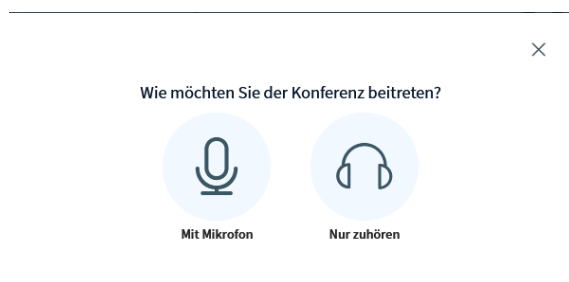 Wie möchten Sie der Konferenz beitreten?
Mit Mikrofon
Nur zuhören